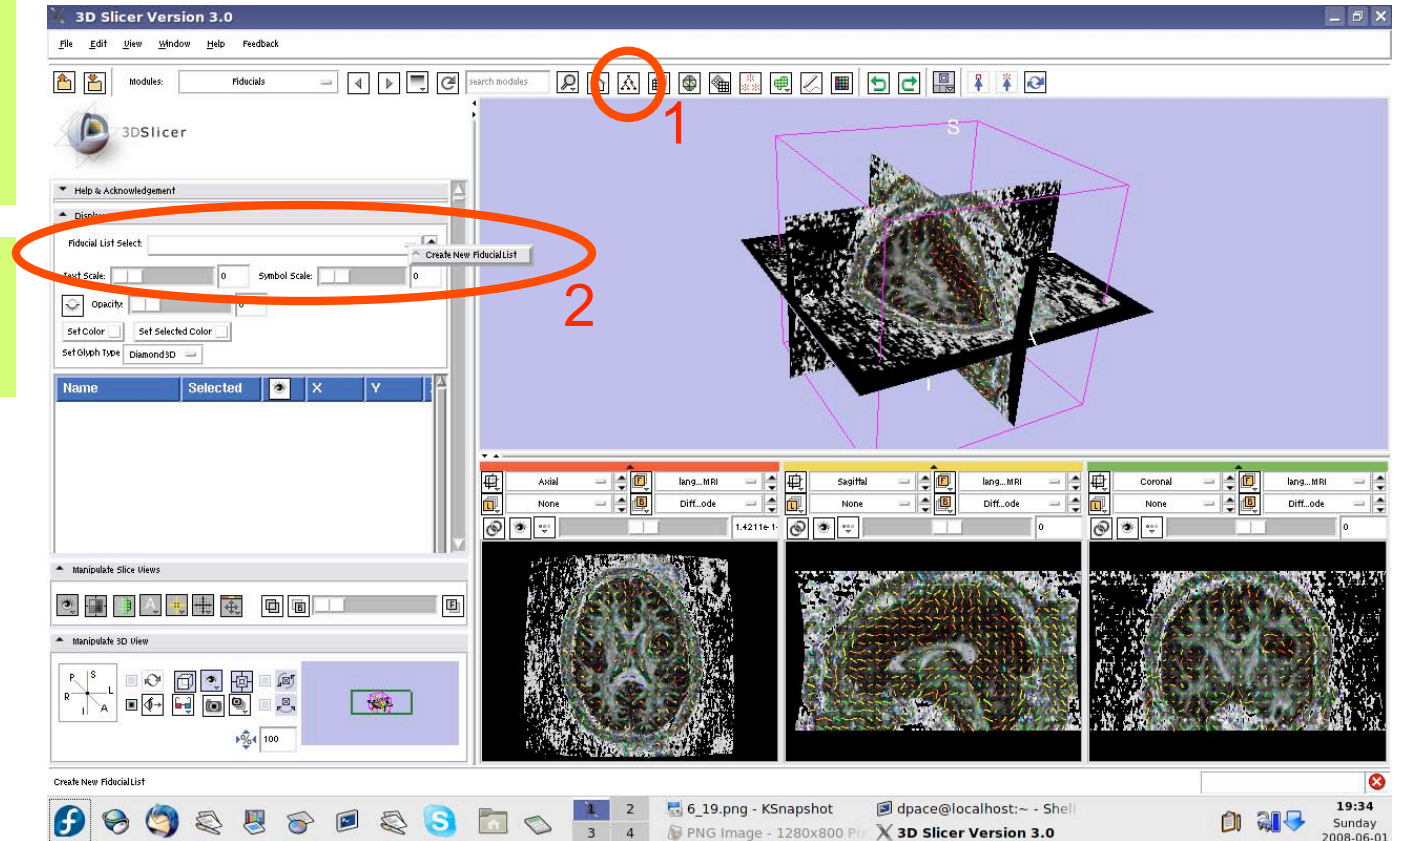 3D Slicer Version 3.0
File Edit View Window Help Feedback
Modules: Fiducials search modules
1
3DSlicer
Help & Acknowledgement
Fiducial List Select:
Create New FiducialList
Text Scale: 0 Symbol Scale: 0
2
Opacity:
Set Color Set Selected Color
Set Glyph Type Diamond3D
Name Selected X Y
S
I
Axial lang...MRI
None Diff...ode
1.4211e-1
Sagittal lang...MRI
None Diff...ode
0
Coronal lang...MRI
None Diff...ode
0
Manipulate Slice Views
Manipulate 3D View
P S
R L
I A
100
Create New FiducialList
1 2
3 4
6_19.png - KSnapshot
PNG Image - 1280x800
dpace@localhost:~ - Shell
3D Slicer Version 3.0
19:34
Sunday
2008-06-01